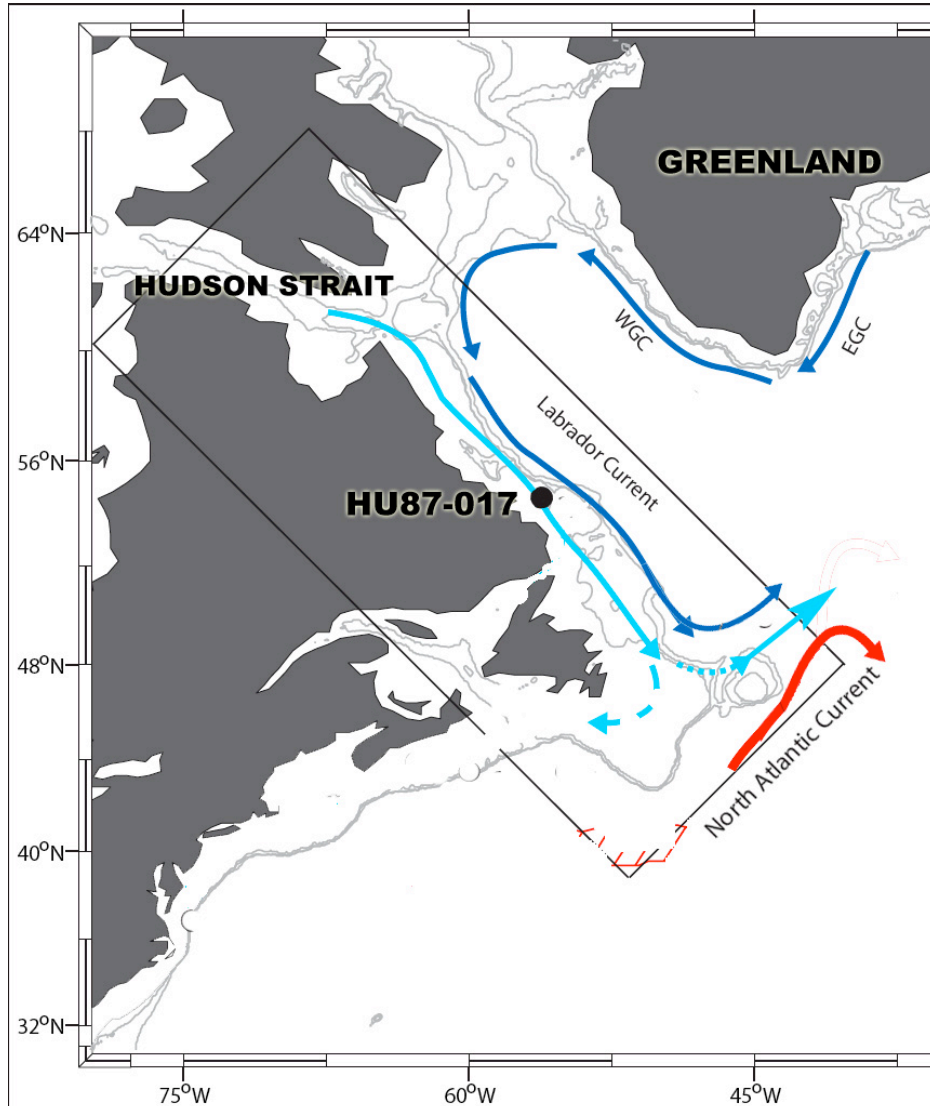 GREENLAND
64°N
HUDSON STRAIT
WGC
EGC
Labrador Current
56°N
HU87-017
48°N
North Atlantic Current
40°N
32°N
75°W
60°W
45°W